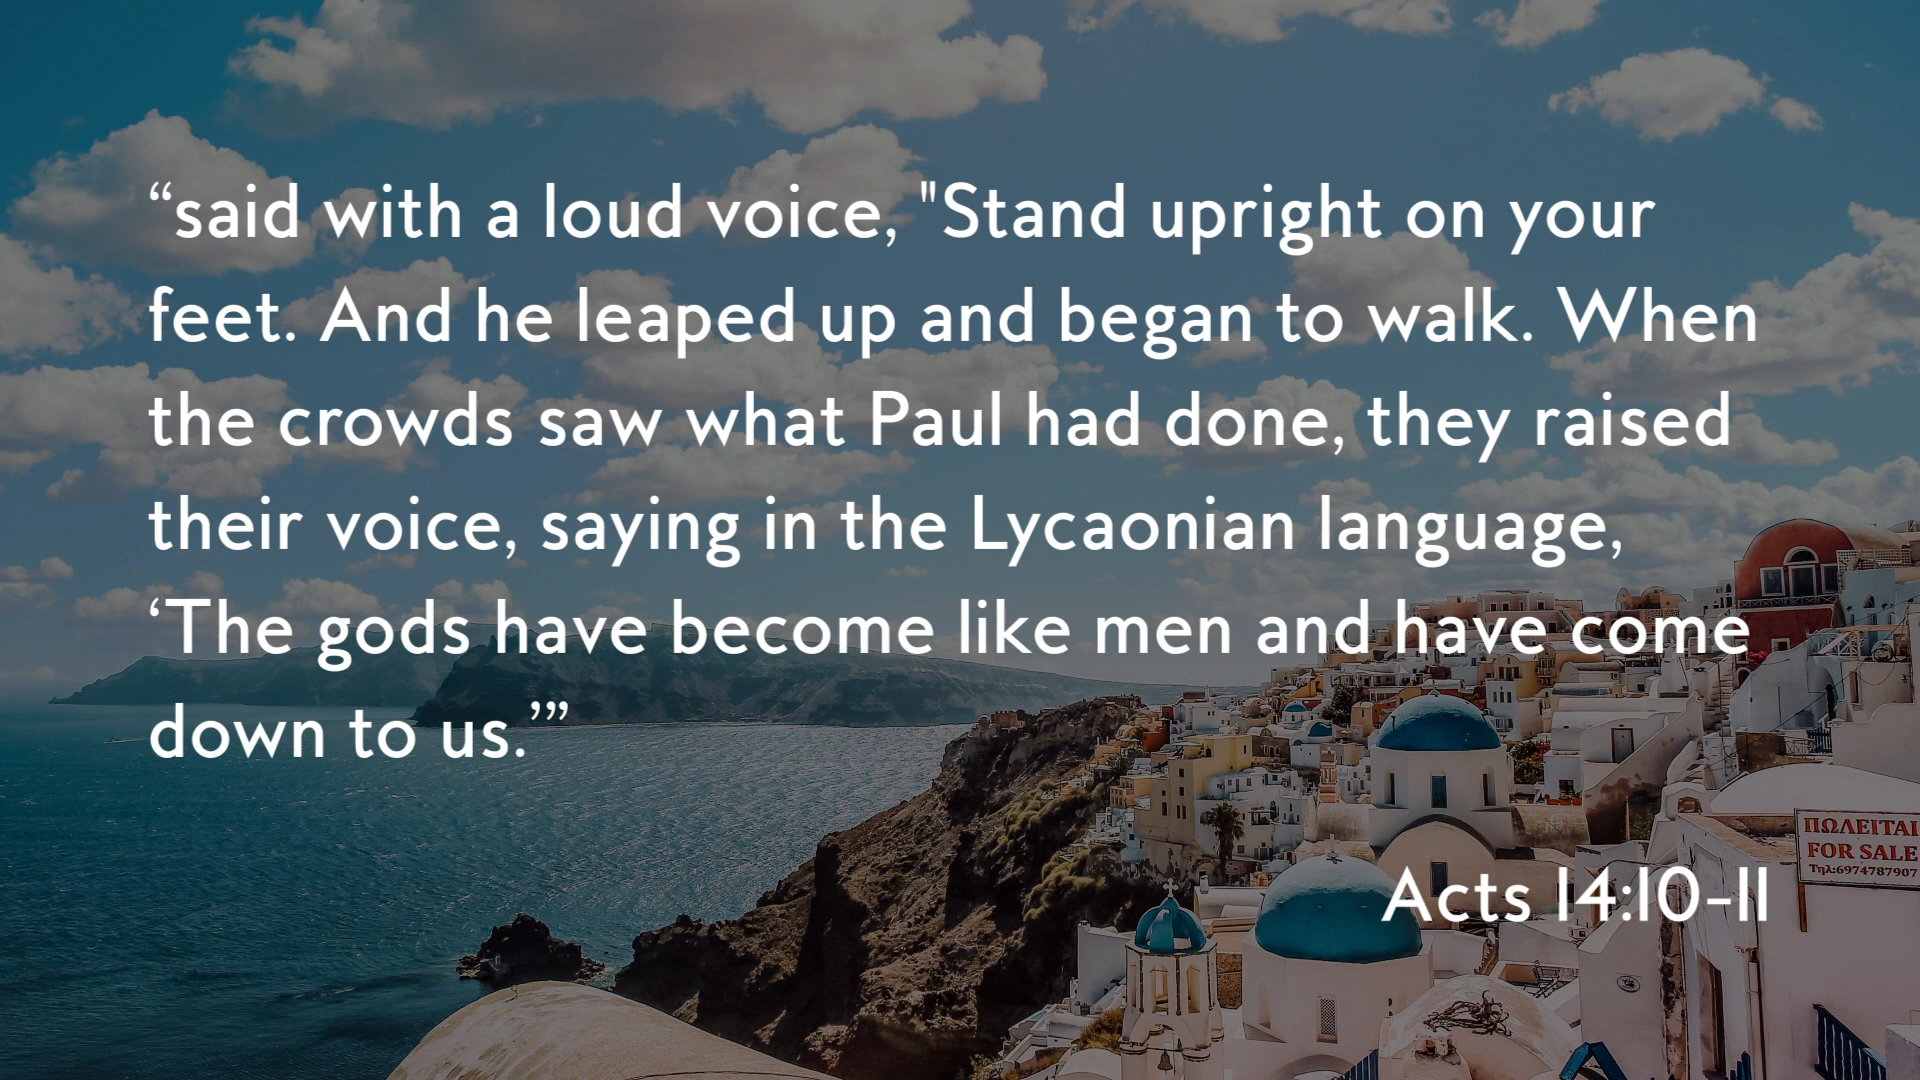 “said with a loud voice, "Stand upright on your
feet. And he leaped up and began to walk. When
the crowds saw what Paul had done, they raised
their voice, saying in the Lycaonian language,
‘The gods have become like men and have come
down to us.’”
Acts 14:10-11
ΠΩΛΕΙΤΑΙ
FOR SALE
Τηλ:6974787907